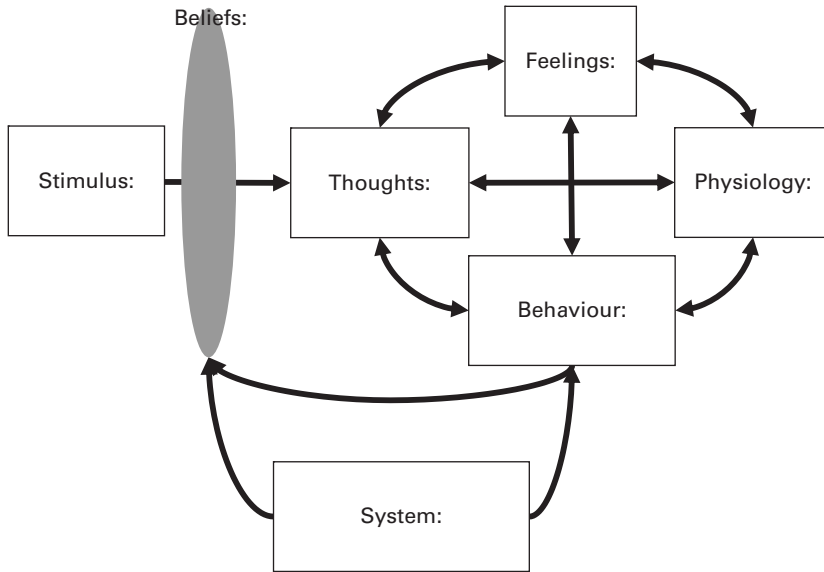 Beliefs:
Feelings:
Stimulus:
Thoughts:
Physiology:
Behaviour:
System: